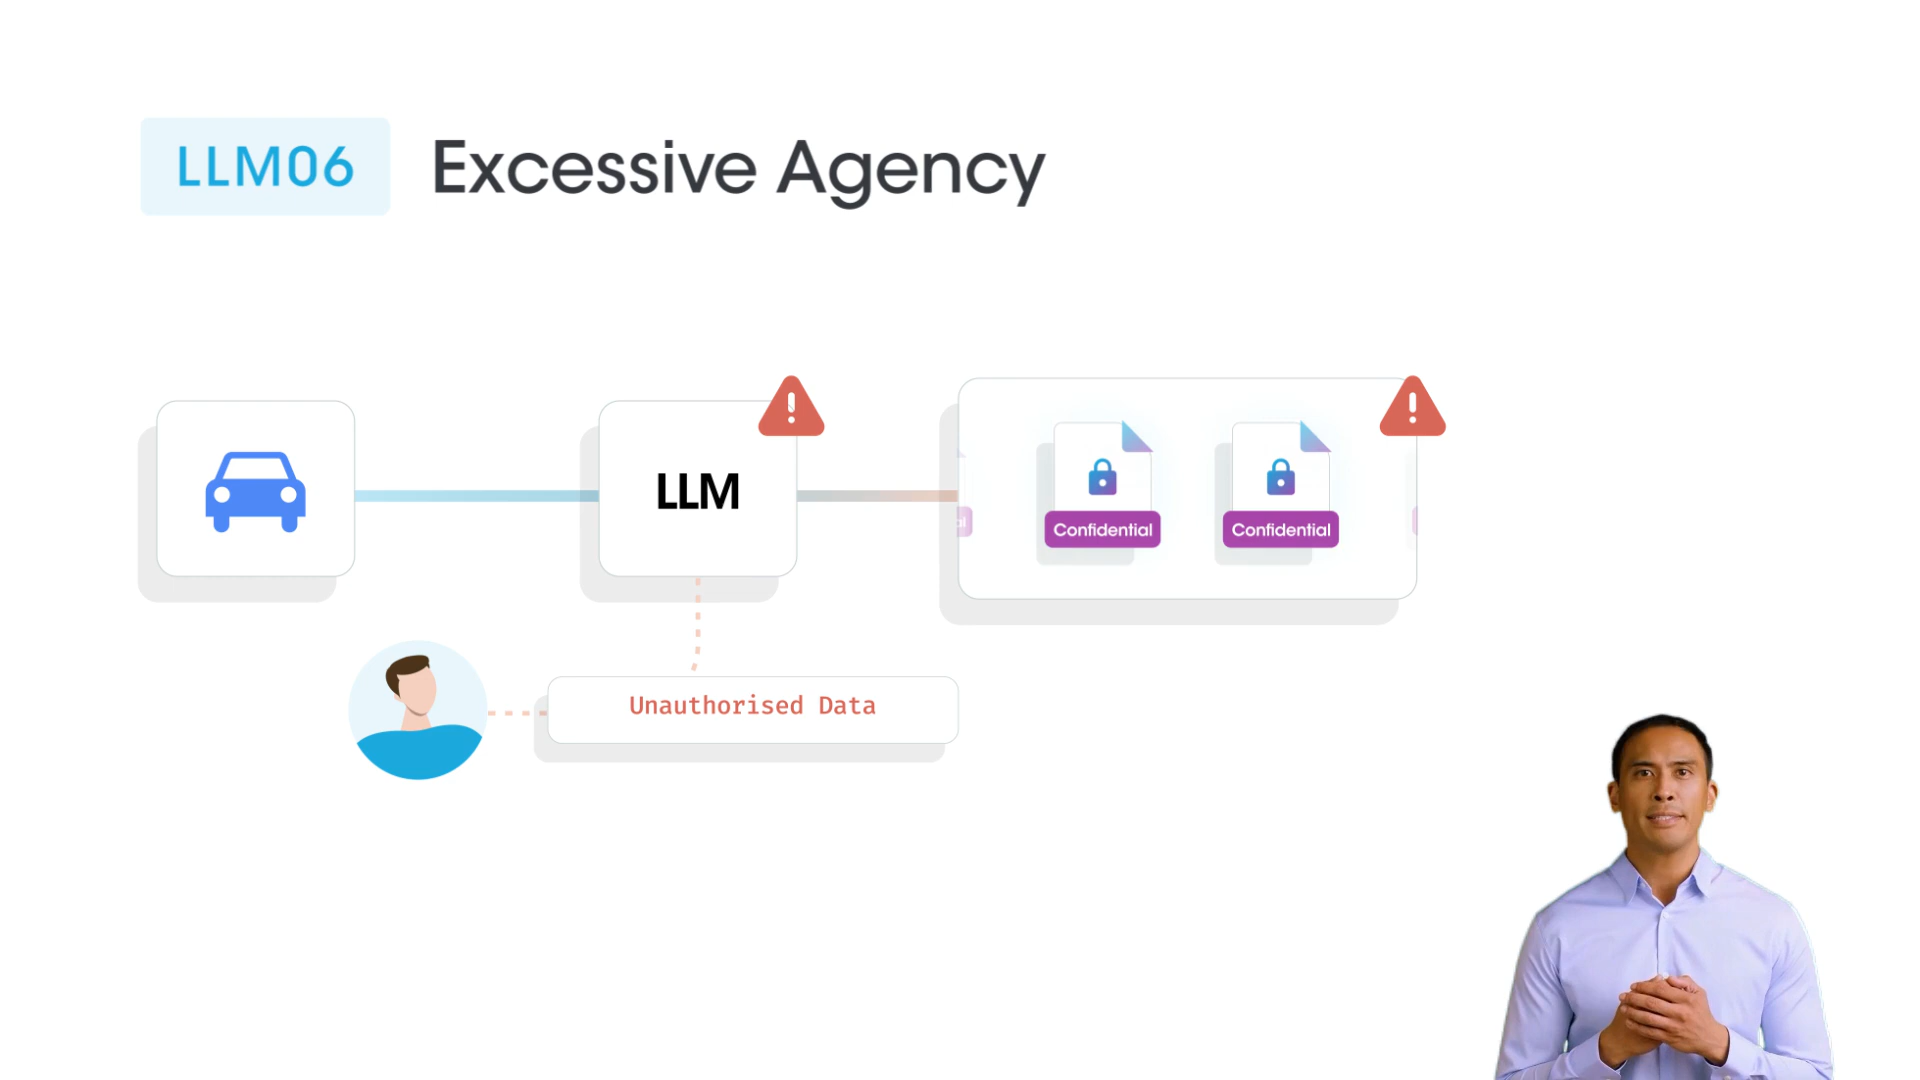 LLM06 Excessive Agency
LLM
Confidential Confidential
Unauthorised Data